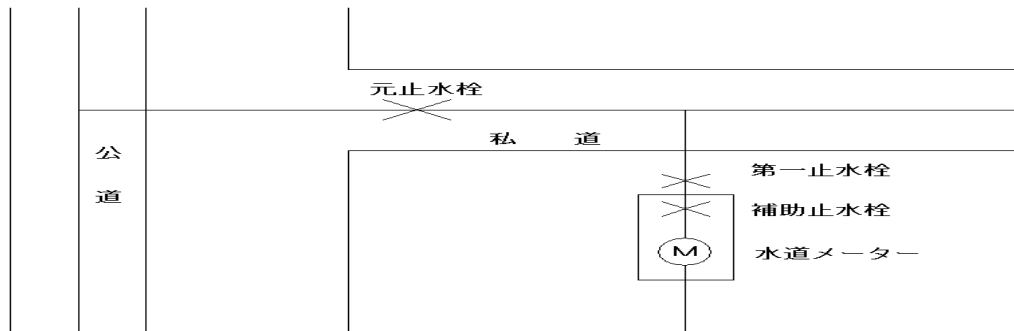 元止水栓
私道
公道
第一止水栓
補助止水栓
M
水道メーター